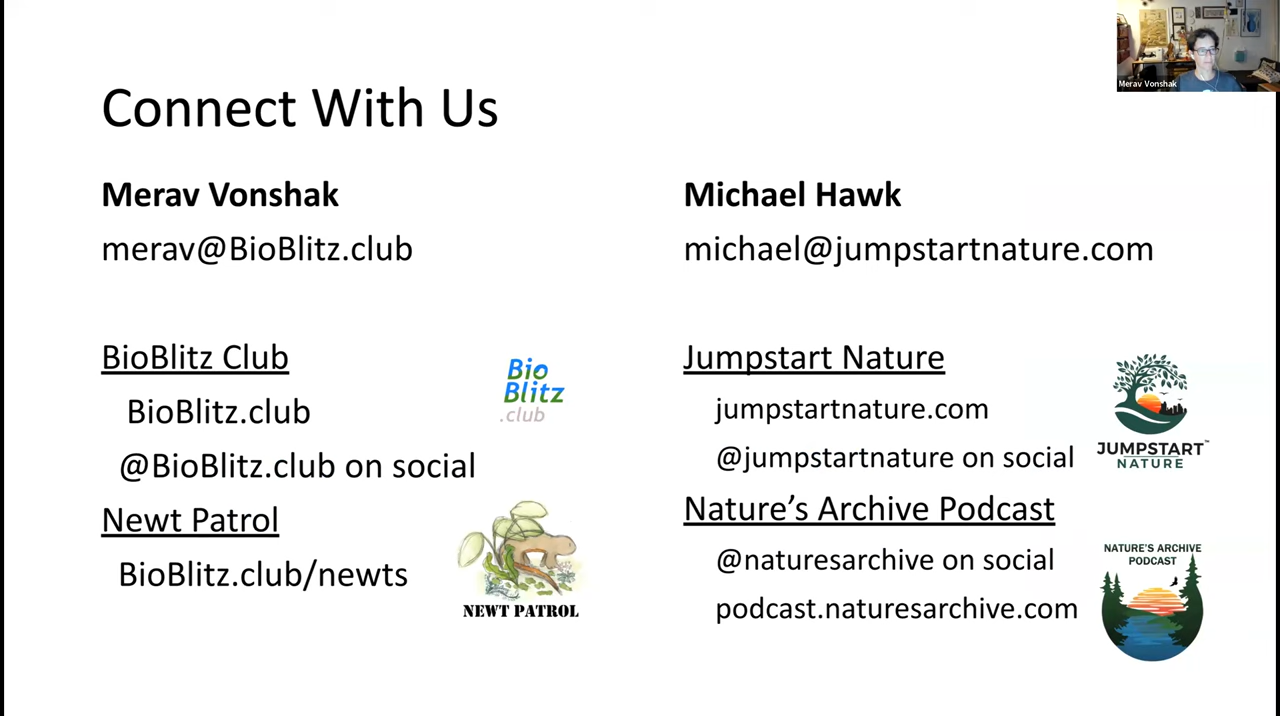 Merav Vonshak
Connect With Us
Merav Vonshak
merav@BioBlitz.club
BioBlitz Club
BioBlitz.club
@BioBlitz.club on social
Newt Patrol
BioBlitz.club/newts
Bio
Blitz
.club
NEWT PATROL
Michael Hawk
michael@jumpstartnature.com
Jumpstart Nature
jumpstartnature.com
@jumpstartnature on social
Nature’s Archive Podcast
@naturesarchive on social
podcast.naturesarchive.com
JUMPSTART™
NATURE
NATURE'S ARCHIVE
PODCAST